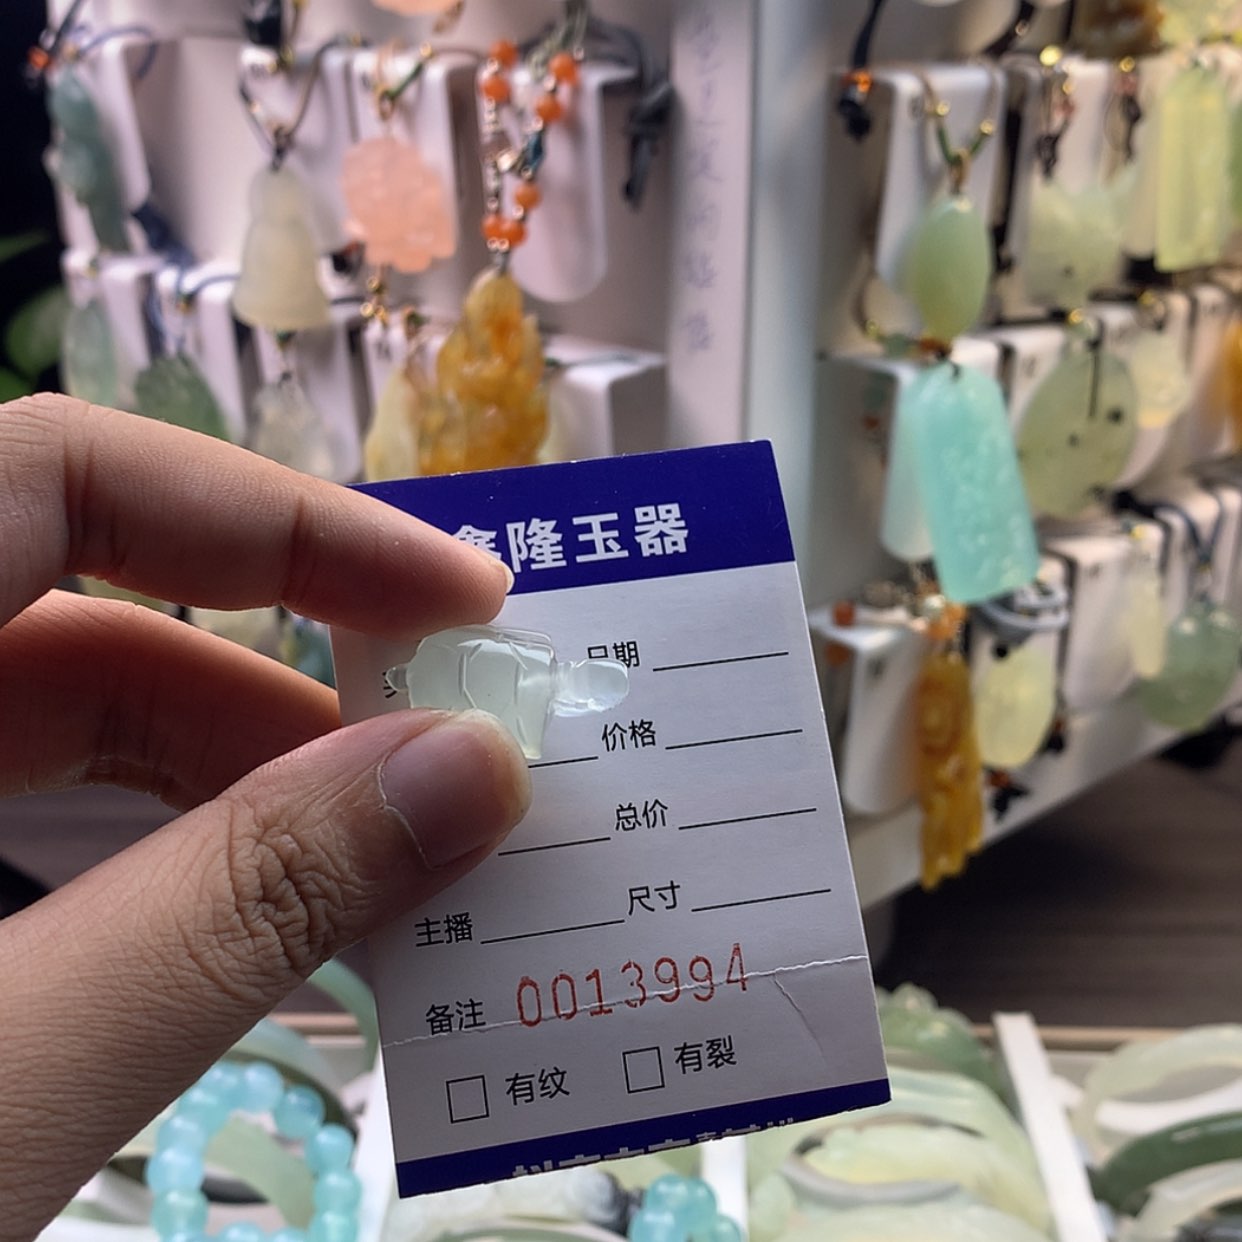 鑫隆玉器
日期
价格
总价
主播 尺寸
备注 0013994
有纹 有裂